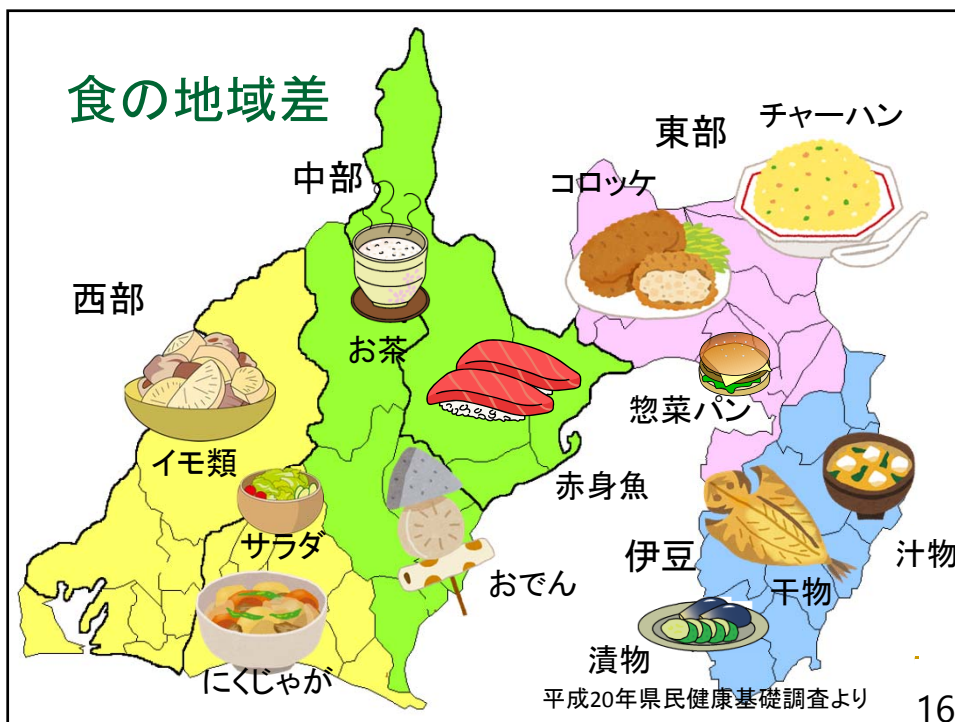 食の地域差
東部
チャーハン
中部
コロッケ
西部
お茶
惣菜パン
イモ類
赤身魚
サラダ
伊豆
汁物
おでん
干物
漬物
にくじゃが
平成20年県民健康基礎調査より
16